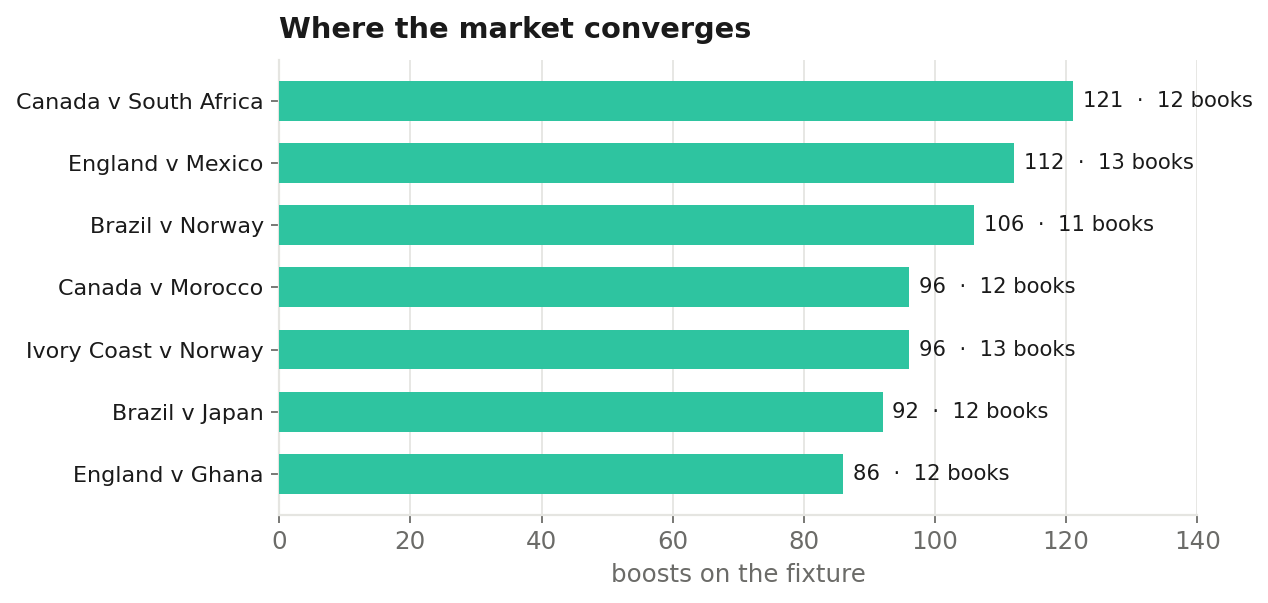 Where the market converges
Canada v South Africa 121 · 12 books
England v Mexico 112 · 13 books
Brazil v Norway 106 · 11 books
Canada v Morocco 96 · 12 books
Ivory Coast v Norway 96 · 13 books
Brazil v Japan 92 · 12 books
England v Ghana 86 · 12 books
0 20 40 60 80 100 120 140
boosts on the fixture